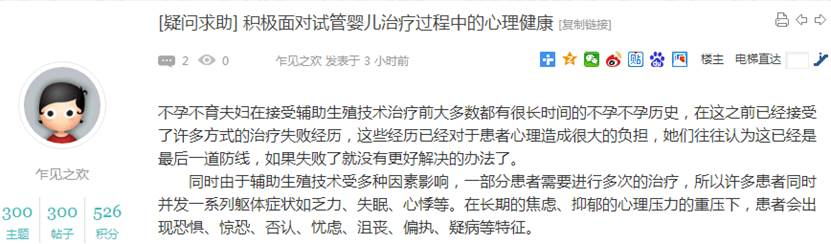 [疑问求助] 积极面对试管婴儿治疗过程中的心理健康 [复制链接]
2 0 乍见之欢 发表于 3 小时前 楼主 电梯直达
乍见之欢
300 300 526
主题 帖子 积分
不孕不育夫妇在接受辅助生殖技术治疗前大多数都有很长时间的不孕不孕历史，在这之前已经接受
了许多方式的治疗失败经历，这些经历已经对于患者心理造成很大的负担，她们往往认为这已经是
最后一道防线，如果失败了就没有更好解决的办法了。
同时由于辅助生殖技术受多种因素影响，一部分患者需要进行多次的治疗，所以许多患者同时
并发一系列躯体症状如乏力、失眠、心悸等。在长期的焦虑、抑郁的心理压力的重压下，患者会出
现恐惧、惊恐、否认、忧虑、沮丧、偏执、疑病等特征。